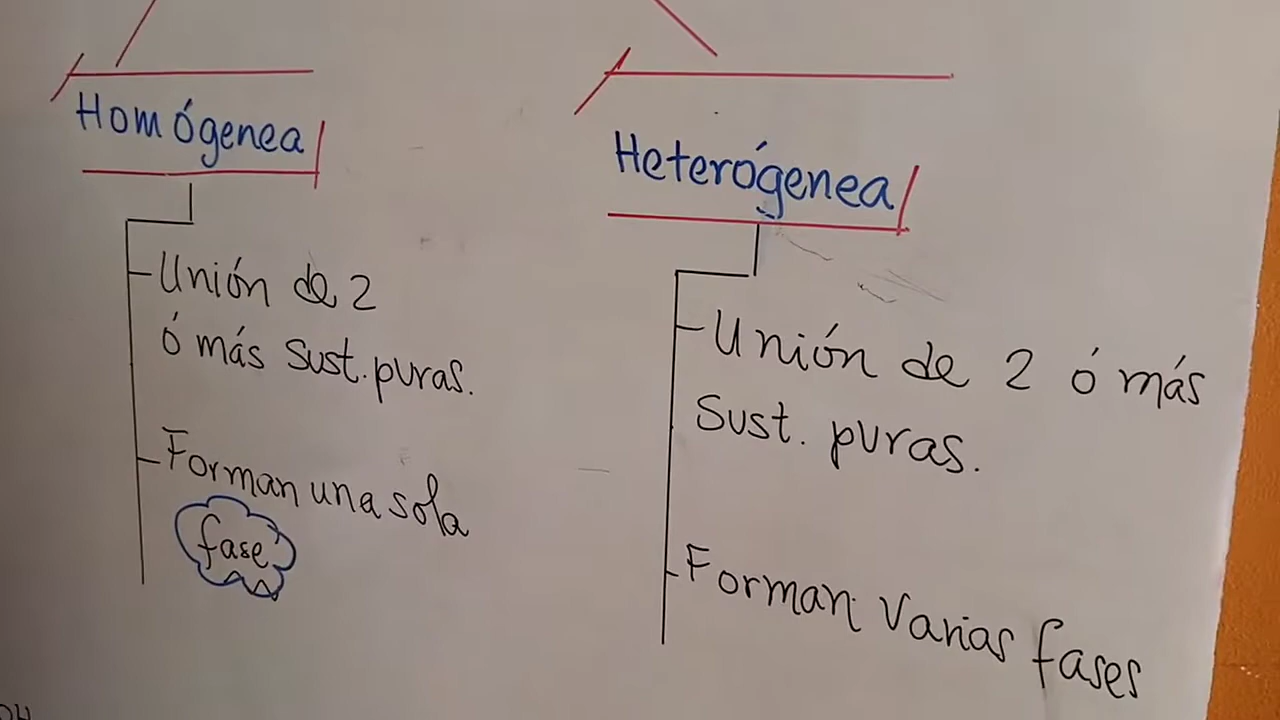 Homógenea
Unión de 2
ó más Sust. puras.
Forman una sola
fase
Heterógenea
Unión de 2 ó más
Sust. puras.
Forman Varias fases